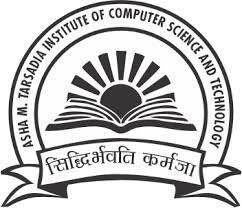 ASHA M. TARSADIA INSTITUTE OF COMPUTER SCIENCE AND TECHNOLOGY
सिद्धिर्भवति कर्मजा